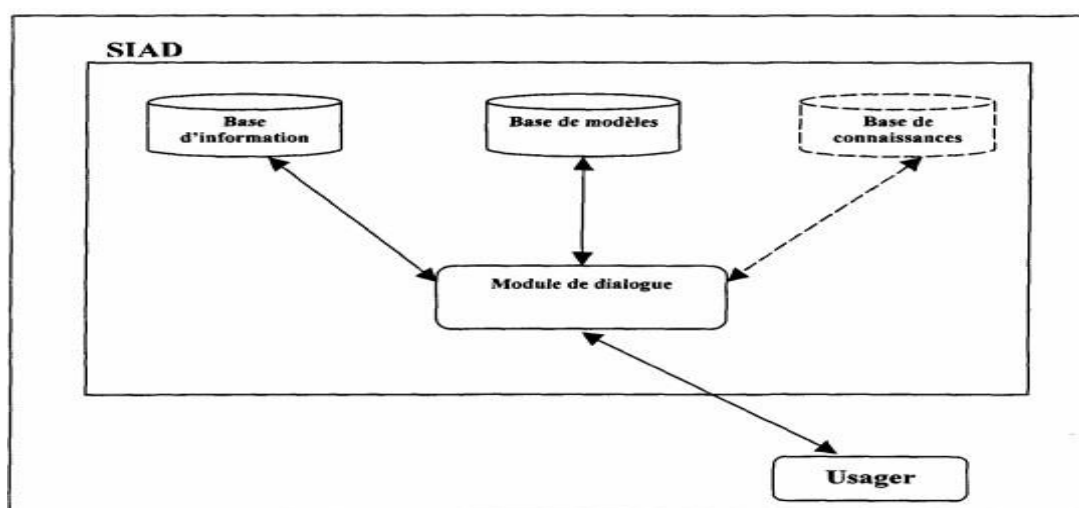 SIAD
Base
d'information
Base de modèles
Base de
connaissances
Module de dialogue
Usager